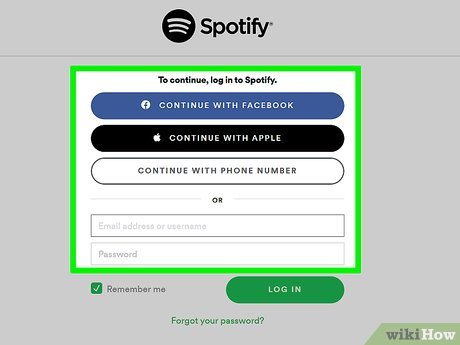 Spotify®
To continue, log in to Spotify.
CONTINUE WITH FACEBOOK
CONTINUE WITH APPLE
CONTINUE WITH PHONE NUMBER
OR
Email address or username
Password
Remember me
LOG IN
Forgot your password?
wikiHow